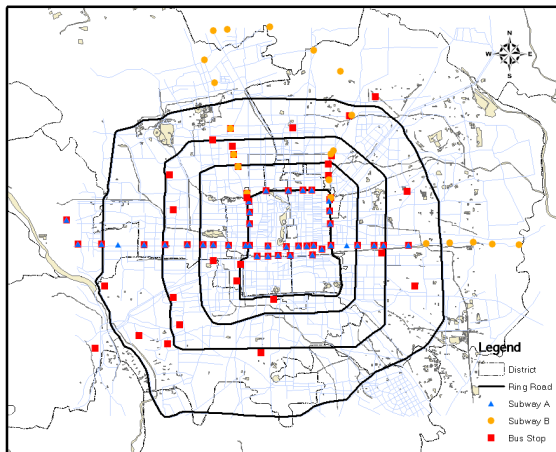 N
W E
S
Legend
District
Ring Road
Subway A
Subway B
Bus Stop